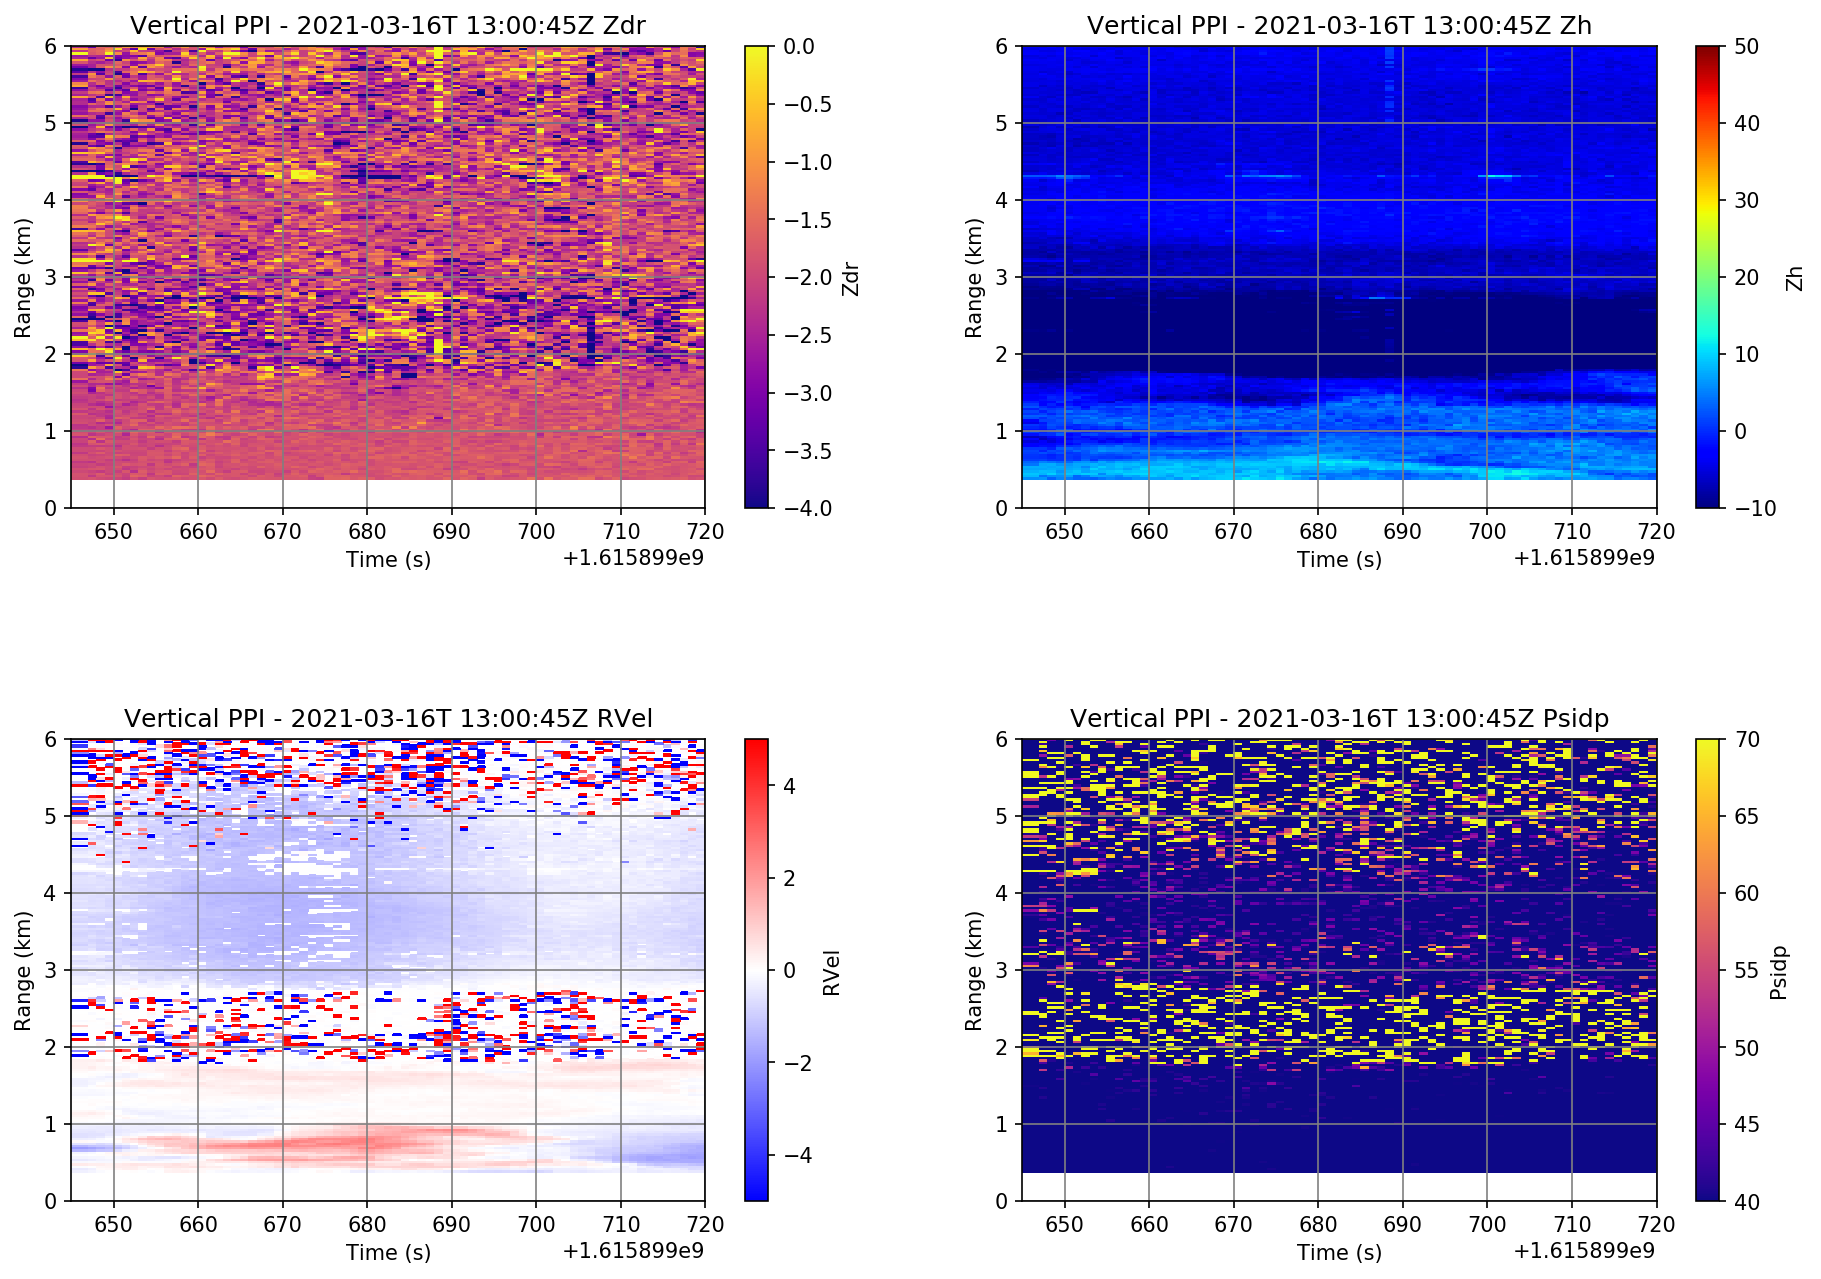 Vertical PPI - 2021-03-16T 13:00:45Z Zdr
6
5
4
3
2
1
0
Range (km)
650 660 670 680 690 700 710 720
Time (s)
+1.615899e9
0.0
−0.5
−1.0
−1.5
−2.0
−2.5
−3.0
−3.5
−4.0
Zdr
Vertical PPI - 2021-03-16T 13:00:45Z Zh
6
5
4
3
2
1
0
Range (km)
650 660 670 680 690 700 710 720
Time (s)
+1.615899e9
50
40
30
20
10
0
−10
Zh
Vertical PPI - 2021-03-16T 13:00:45Z RVel
6
5
4
3
2
1
0
Range (km)
650 660 670 680 690 700 710 720
Time (s)
+1.615899e9
4
2
0
−2
−4
RVel
Vertical PPI - 2021-03-16T 13:00:45Z Psidp
6
5
4
3
2
1
0
Range (km)
650 660 670 680 690 700 710 720
Time (s)
+1.615899e9
70
65
60
55
50
45
40
Psidp